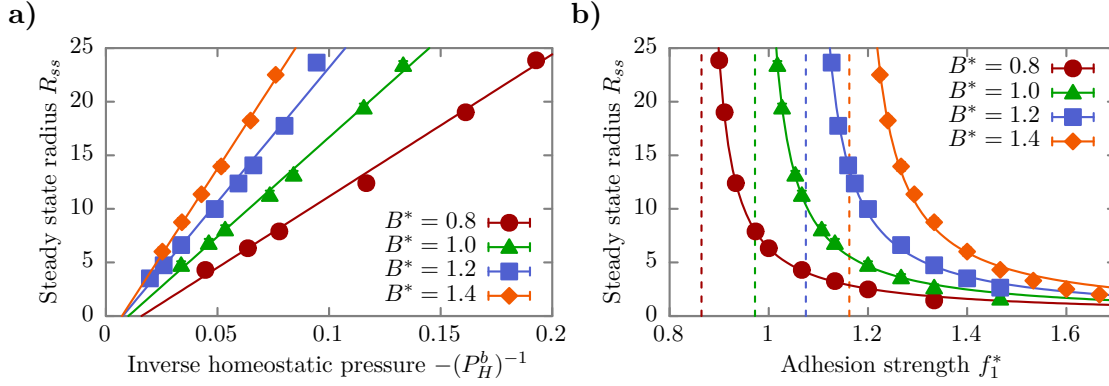 a)
Steady state radius R_{ss}
25
20
15
10
5
0
0 0.05 0.1 0.15 0.2
Inverse homeostatic pressure −(P_H^b)^{−1}
B* = 0.8
B* = 1.0
B* = 1.2
B* = 1.4
b)
Steady state radius R_{ss}
25
20
15
10
5
0
0.8 1 1.2 1.4 1.6
Adhesion strength f_1^*
B* = 0.8
B* = 1.0
B* = 1.2
B* = 1.4